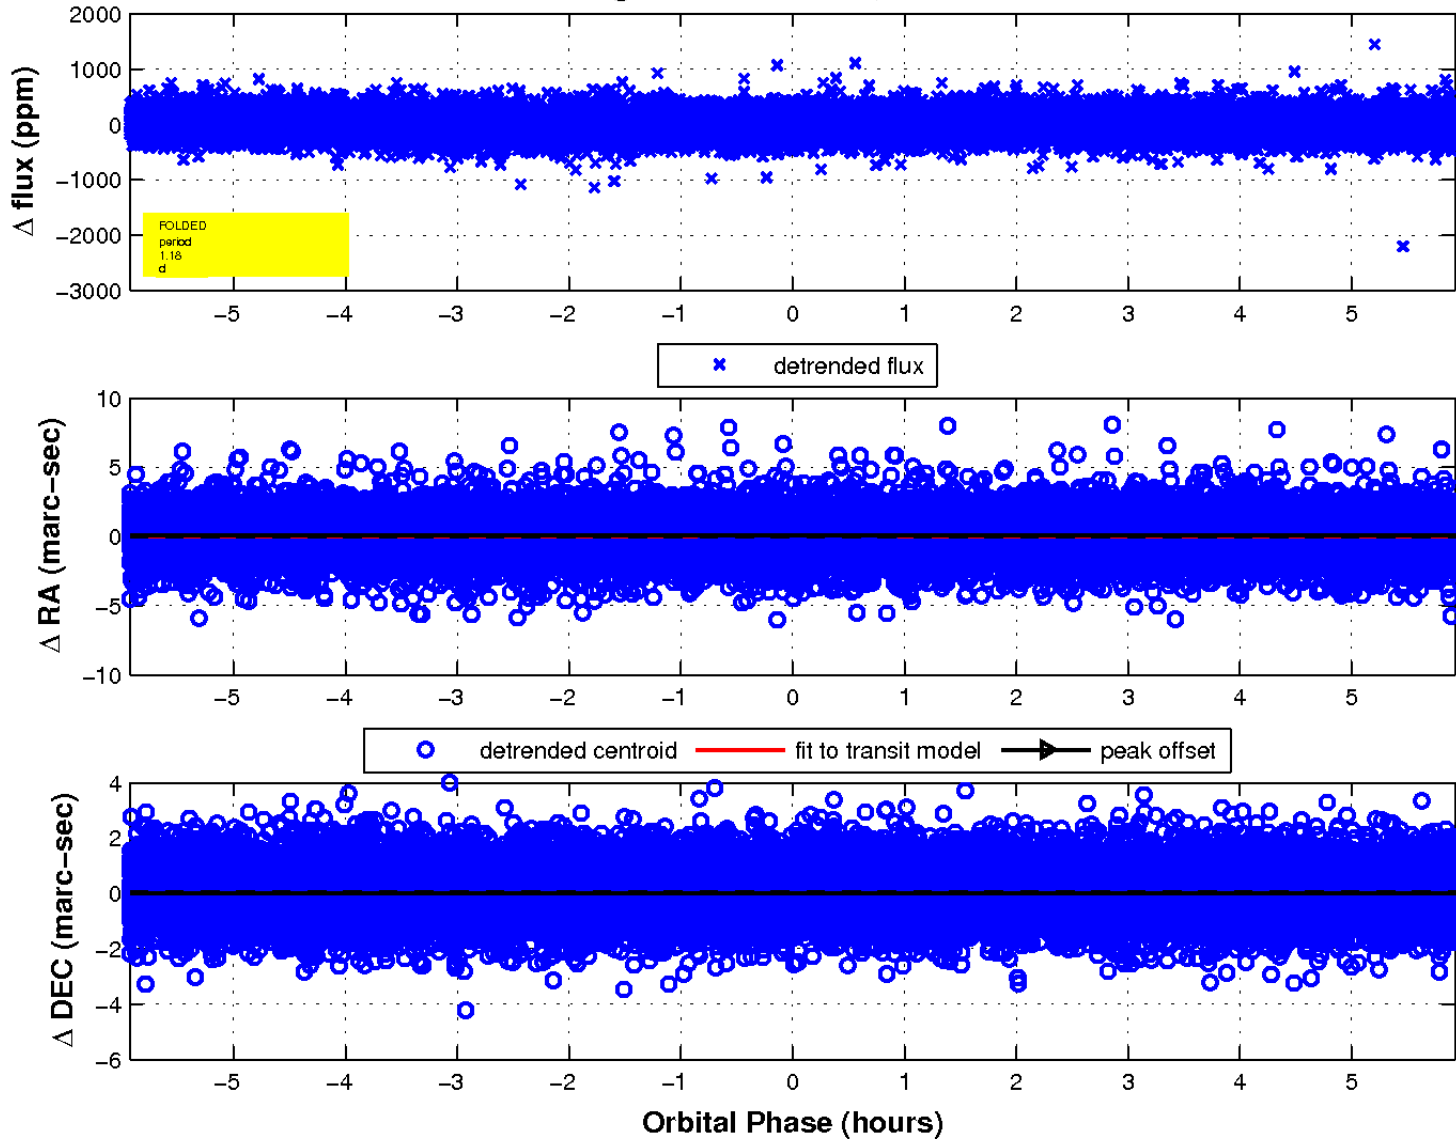 2000
1000
0
−1000
−2000
−3000
Δ flux (ppm)
FOLDED
period
1.18
d
−5 −4 −3 −2 −1 0 1 2 3 4 5
detrended flux
10
5
0
−5
−10
Δ RA (marc−sec)
−5 −4 −3 −2 −1 0 1 2 3 4 5
detrended centroid fit to transit model peak offset
4
2
0
−2
−4
−6
Δ DEC (marc−sec)
−5 −4 −3 −2 −1 0 1 2 3 4 5
Orbital Phase (hours)